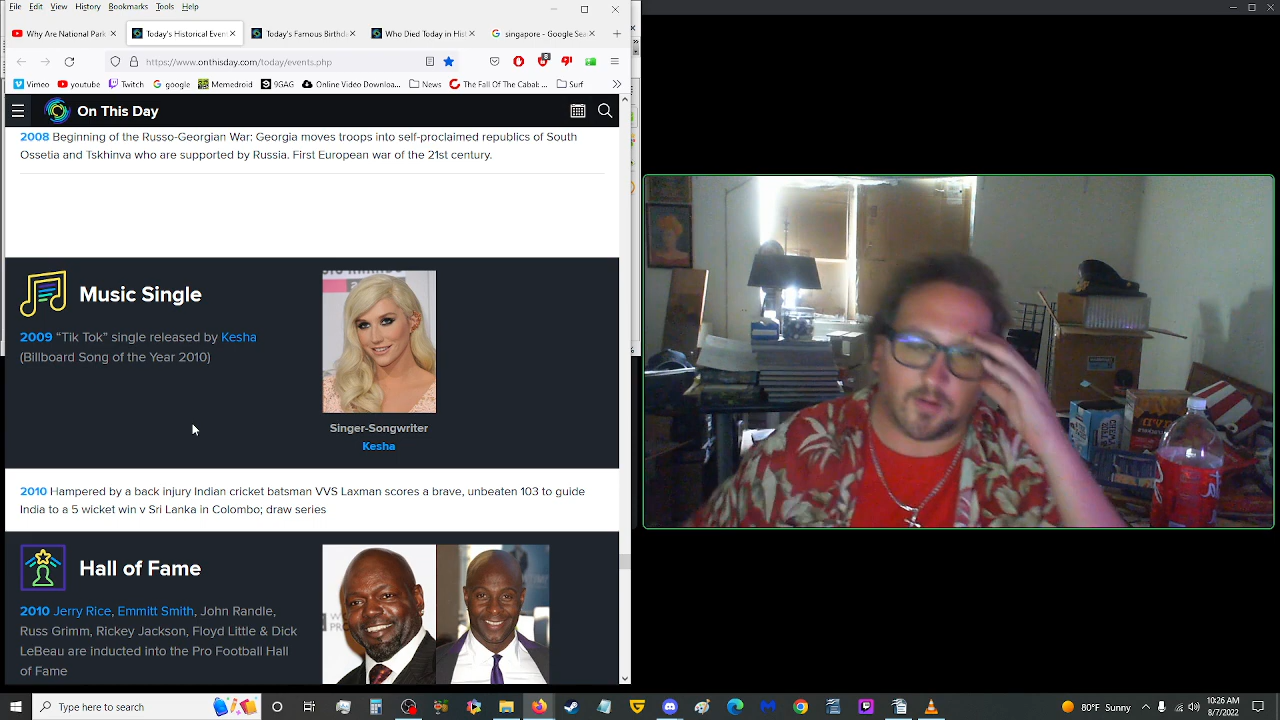 File Edit View History Bookmarks Tools Help
Why Are National Park
Today's Historical Even
Today's Famous Birthda
Who Died Today in Hist
singapore - Google Sea
https://www.onthisday.com/today/events.php
8
Vimeo youtube Twitch google Moddroid 9GAG Online Video Downloa... News The Fall Of The Cabal ... Surf
On This Day
2008 Beginning of the Russo-Georgian War: Georgia moves troops into self-proclaimed republics of South
Ossetia and Tskhinva who are supported by Russia. First European war of the 21st century.
Music Single
2009 "Tik Tok" single released by Kesha
(Billboard Song of the Year 2010)
Singer-Songwriter
Kesha
2010 Hampered by a back injury Indian cricket batsman VVS Laxman scores a brave, unbeaten 103 to guide
India to a 5 wicket win v Sri Lanka in Colombo; draw series
Hall of Fame
2010 Jerry Rice, Emmitt Smith, John Randle,
Russ Grimm, Rickey Jackson, Floyd Little & Dick
LeBeau are inducted into the Pro Football Hall
of Fame
Type here to search
80°F Sunny
10:26 AM
8/7/2022